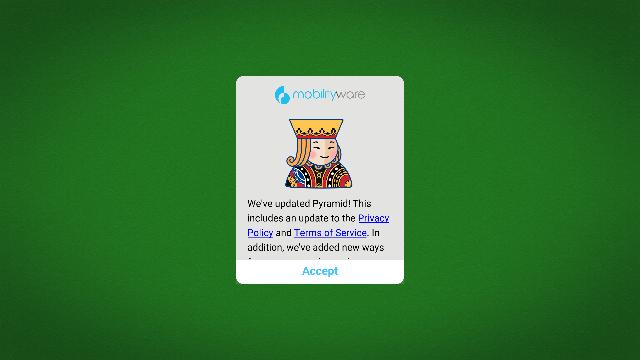 mobilityware
We've updated Pyramid! This
includes an update to the Privacy
Policy and Terms of Service. In
addition, we've added new ways
Accept